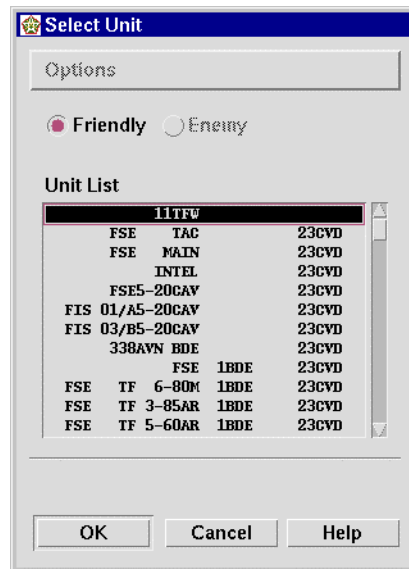 Select Unit
Options
Friendly Enemy
Unit List
11TFW
FSE TAC 23CVD
FSE MAIN 23CVD
INTEL 23CVD
FSE5-20CAV 23CVD
FIS 01/A5-20CAV 23CVD
FIS 03/B5-20CAV 23CVD
338AVN BDE 23CVD
FSE 1BDE 23CVD
FSE TF 6-80M 1BDE 23CVD
FSE TF 3-85AR 1BDE 23CVD
FSE TF 5-60AR 1BDE 23CVD
OK Cancel Help